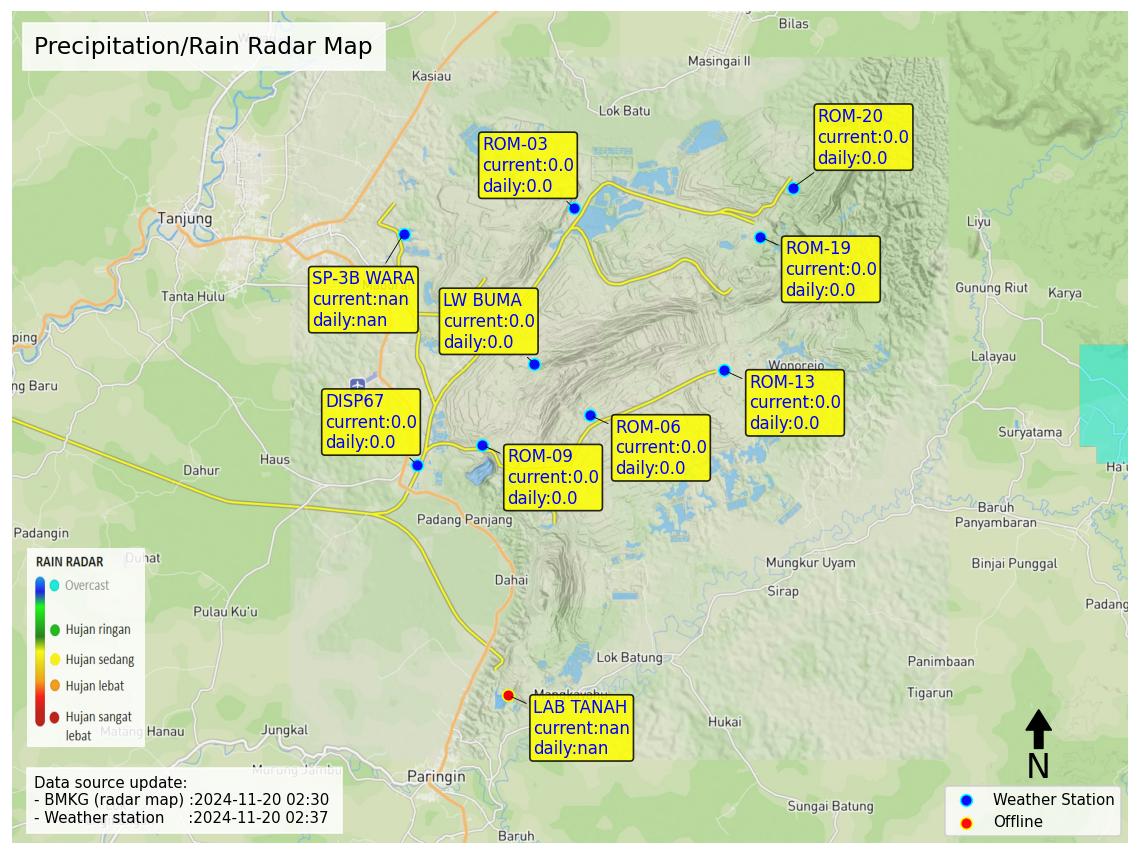 Precipitation/Rain Radar Map
Bilas
Masingai II
Kasiau
Lok Batu
ROM-20
current:0.0
daily:0.0
ROM-03
current:0.0
daily:0.0
Tanjung
Liyu
ROM-19
current:0.0
daily:0.0
SP-3B WARA
current:nan
daily:nan
Tanta Hulu
LW BUMA
current:0.0
daily:0.0
Gunung Riut
Karya
ping
Lalayau
Wonorejo
ng Baru
ROM-13
current:0.0
daily:0.0
DISP67
current:0.0
daily:0.0
ROM-06
current:0.0
daily:0.0
Suryatama
ROM-09
current:0.0
daily:0.0
Haus
Dahur
Ha'u
Baruh
Panyambaran
Padang Panjang
Padangin
Duhat
Mungkur Uyam
Binjai Punggal
RAIN RADAR
Overcast
Hujan ringan
Hujan sedang
Hujan lebat
Hujan sangat
lebat
Dahai
Sirap
Padang
Pulau Ku'u
Lok Batung
Panimbaan
Tigarun
LAB TANAH
current:nan
daily:nan
Hukai
Matang Hanau
Jungkal
N
Paringin
Data source update:
- BMKG (radar map) :2024-11-20 02:30
- Weather station :2024-11-20 02:37
Sungai Batung
Weather Station
Offline
Baruh